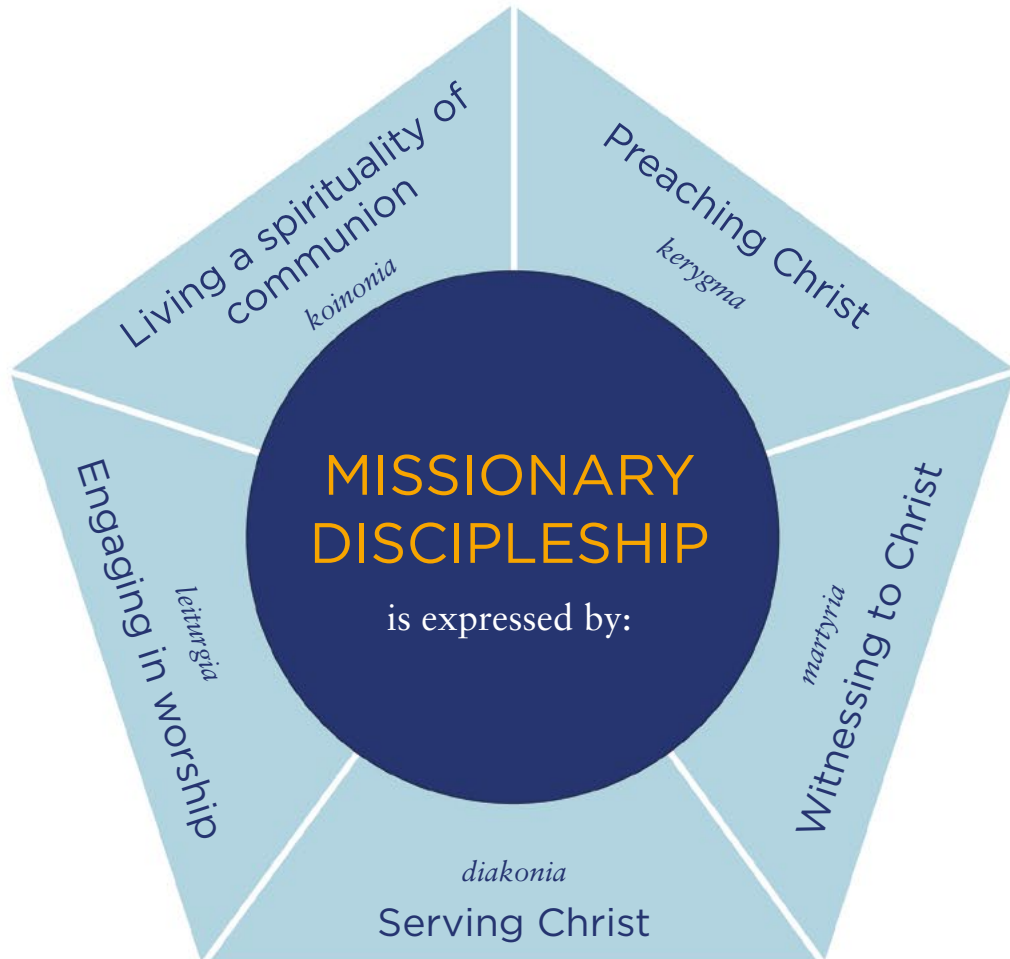 MISSIONARY
DISCIPLESHIP
is expressed by:
Preaching Christ
kerygma
Witnessing to Christ
martyria
diakonia
Serving Christ
Engaging in worship
leiturgia
Living a spirituality of
communion
koinonia